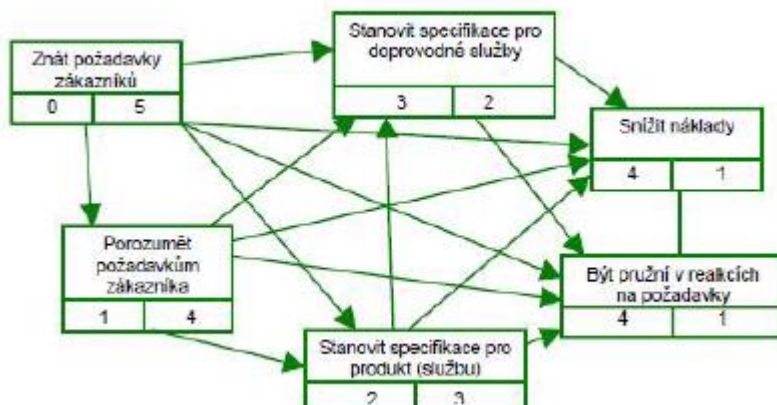 Znát požadavky
zákazníků
0 5
Stanovit specifikace pro
doprovodné služby
3 2
Snížit náklady
4 1
Porozumět
požadavkům
zákazníka
1 4
Být pružní v realkcích
na požadavky
4 1
Stanovit specifikace pro
produkt (službu)
2 3